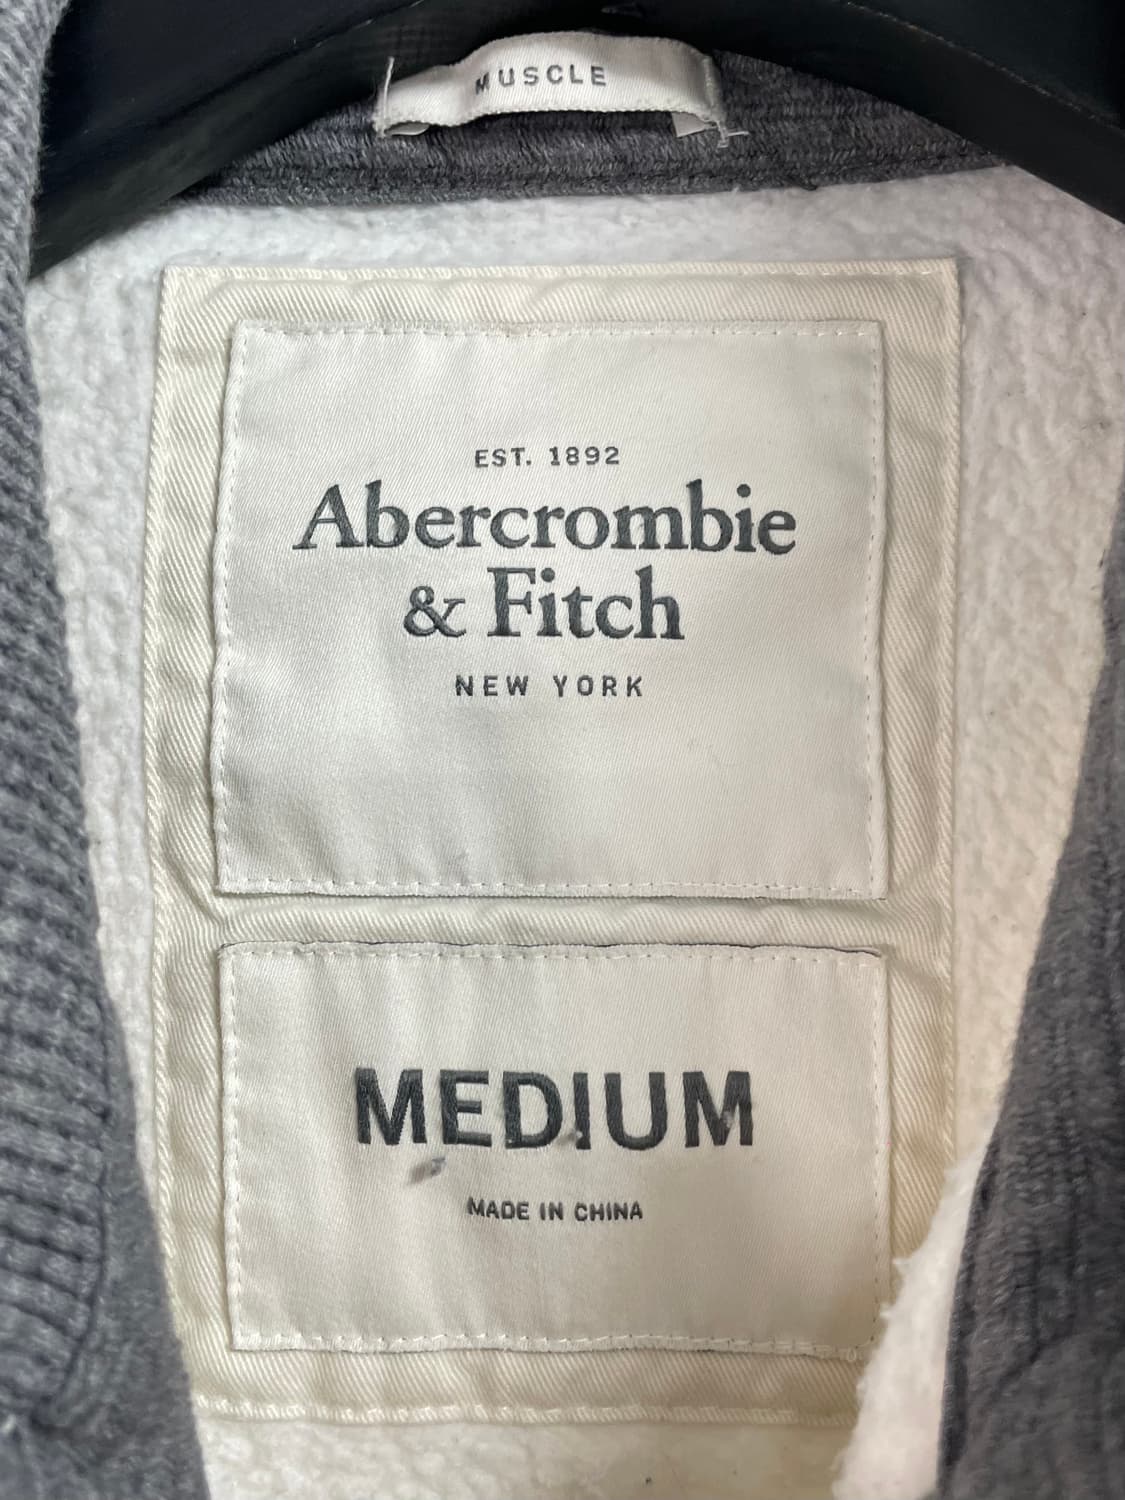 MUSCLE
EST. 1892
Abercrombie
& Fitch
NEW YORK
MEDIUM
MADE IN CHINA